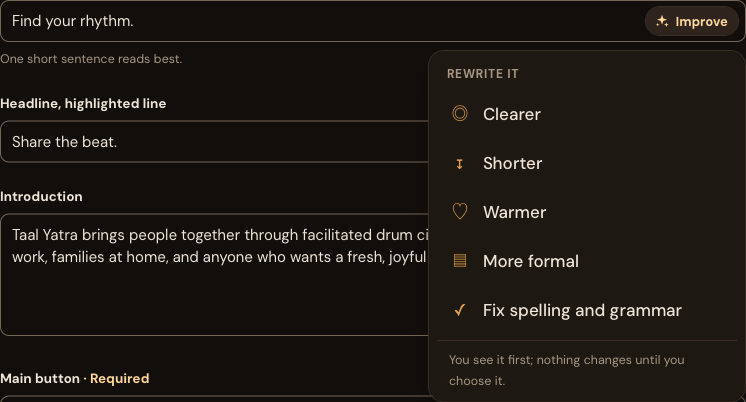 Find your rhythm.
Improve
One short sentence reads best.
REWRITE IT
Clearer
Shorter
Warmer
More formal
Fix spelling and grammar
You see it first; nothing changes until you
choose it.
Headline, highlighted line
Share the beat.
Introduction
Taal Yatra brings people together through facilitated drum
work, families at home, and anyone who wants a fresh, joyful
Main button · Required